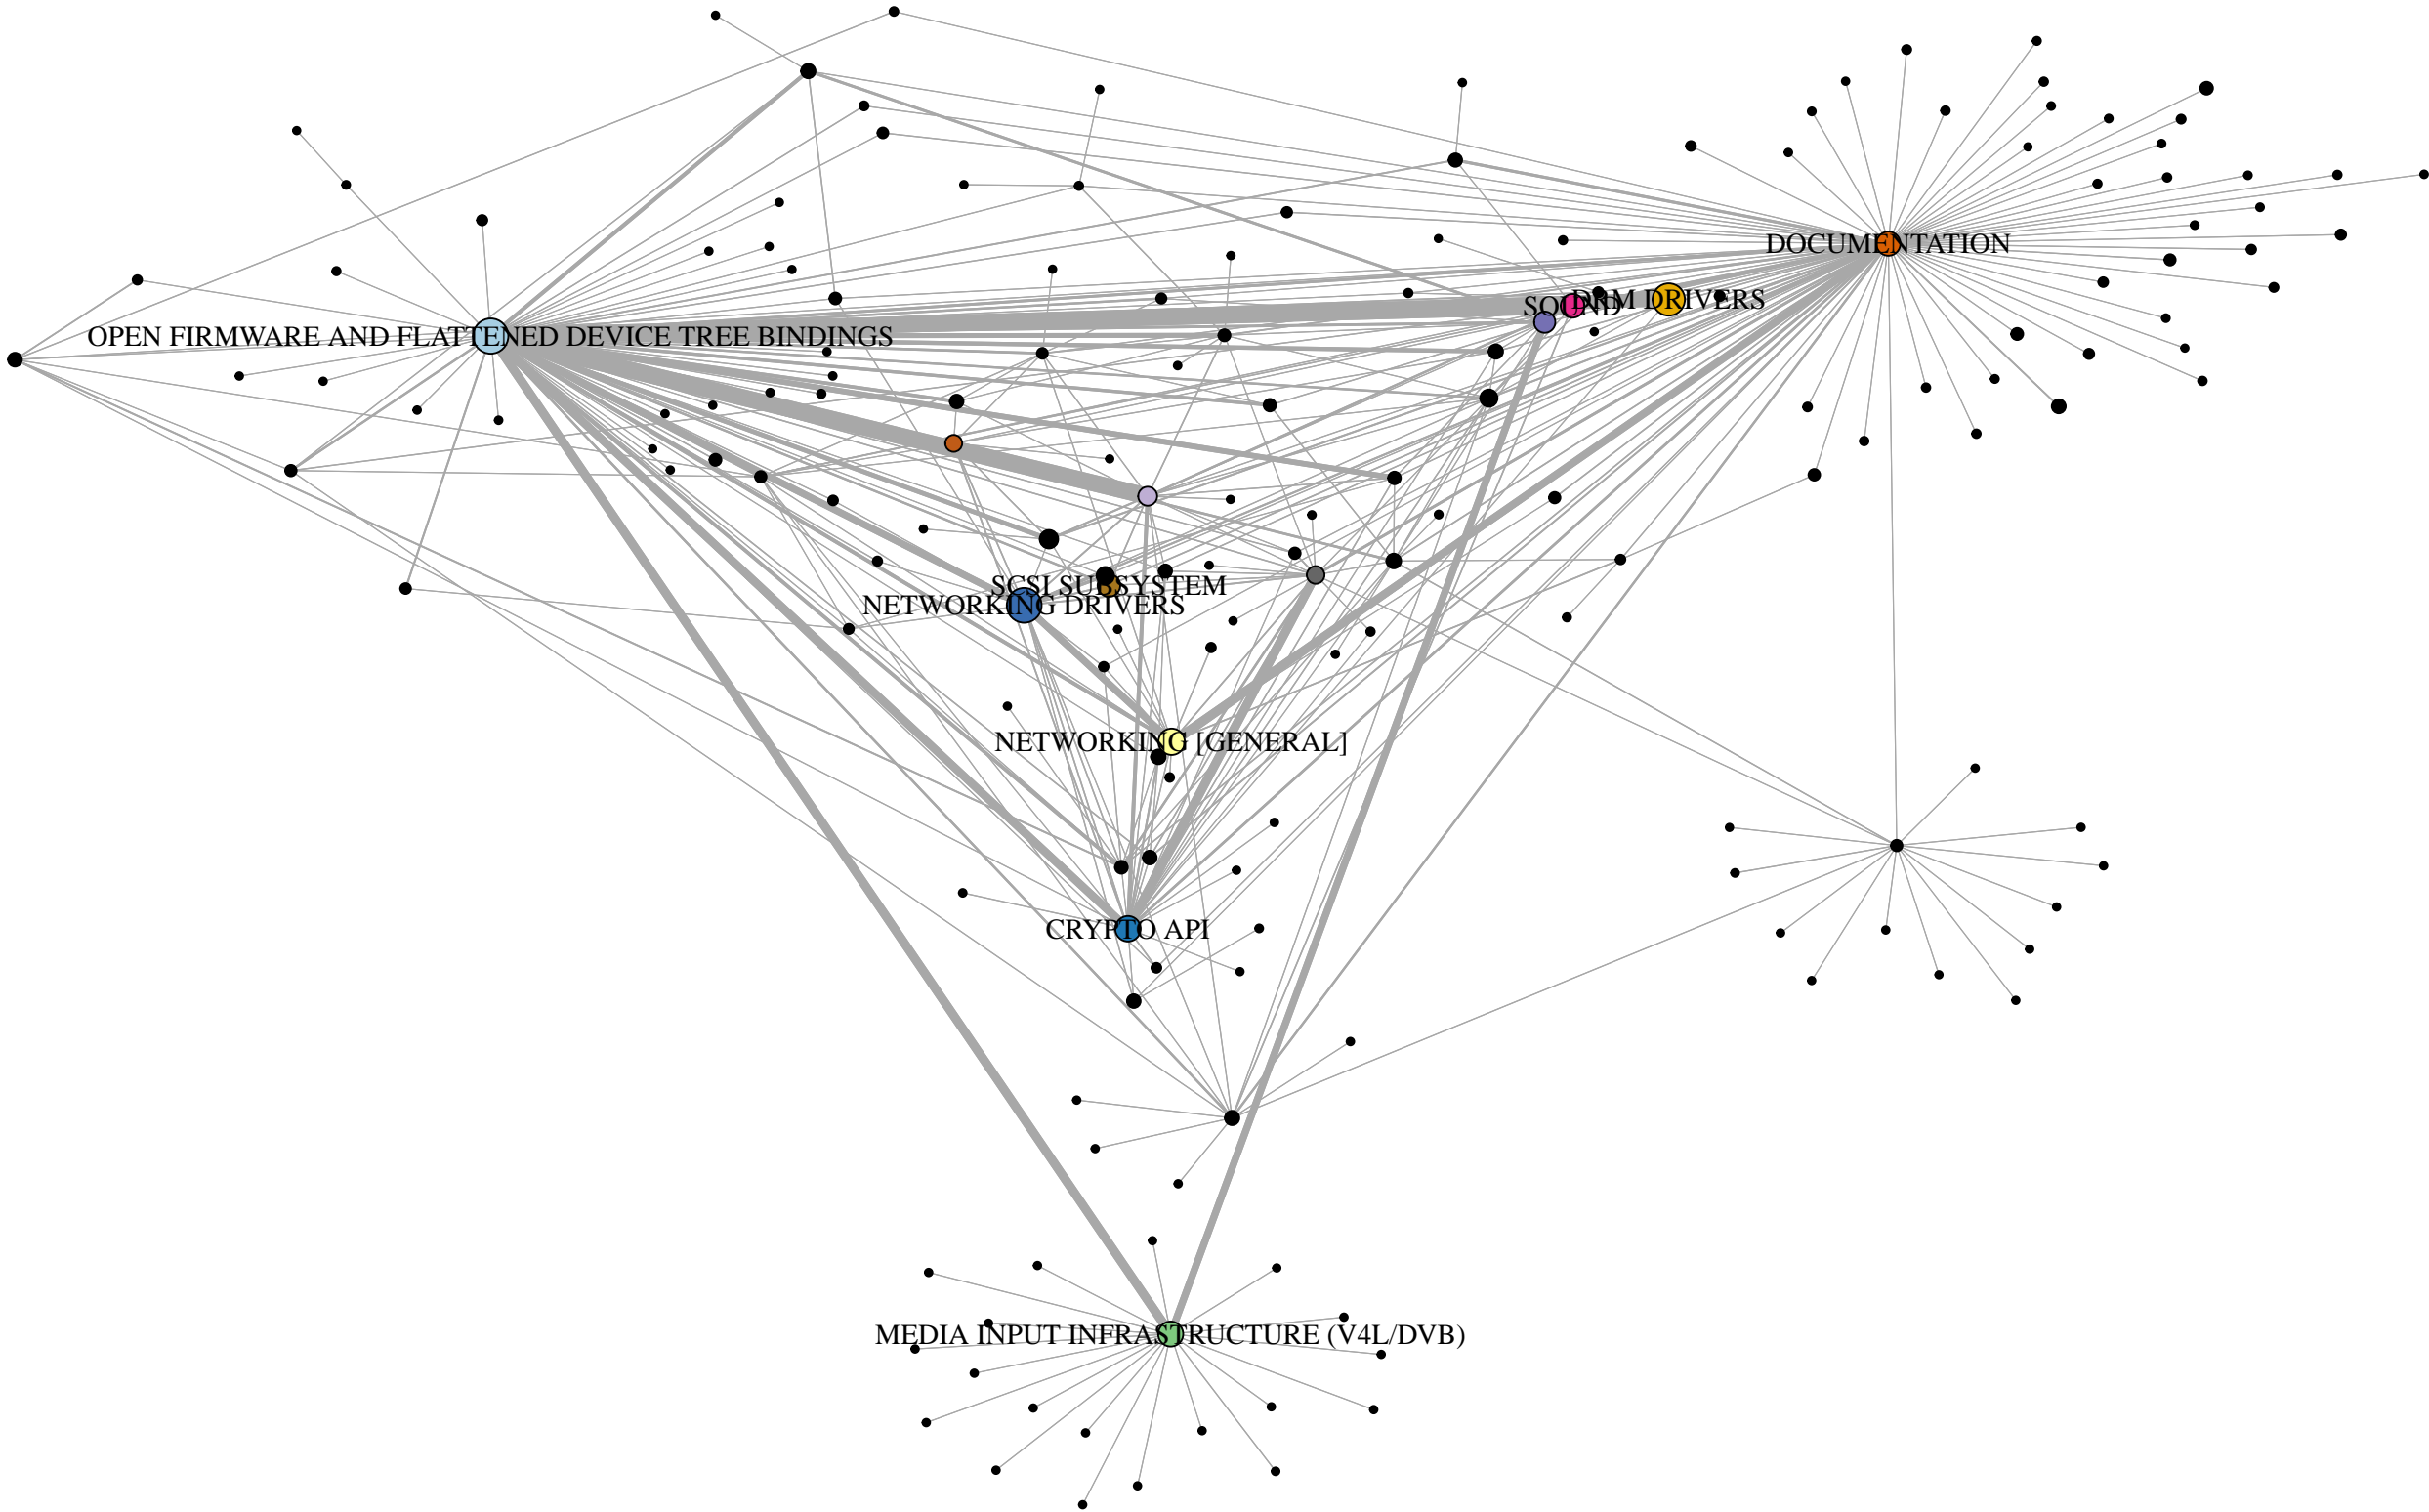 DOCUMENTATION
DRM DRIVERS
SOUND
OPEN FIRMWARE AND FLATTENED DEVICE TREE BINDINGS
SCSI SUBSYSTEM
NETWORKING DRIVERS
NETWORKING [GENERAL]
CRYPTO API
MEDIA INPUT INFRASTRUCTURE (V4L/DVB)